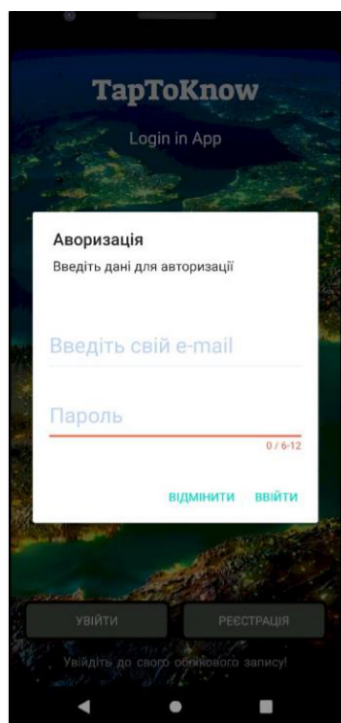 TapToKnow
Login in App
Аворизація
Введіть дані для авторизації
Введіть свій e-mail
Пароль
0 / 6-12
ВІДМІНИТИ ВВІЙТИ
УВІЙТИ РЕЄСТРАЦІЯ
Увійдіть до свого облікового запису!